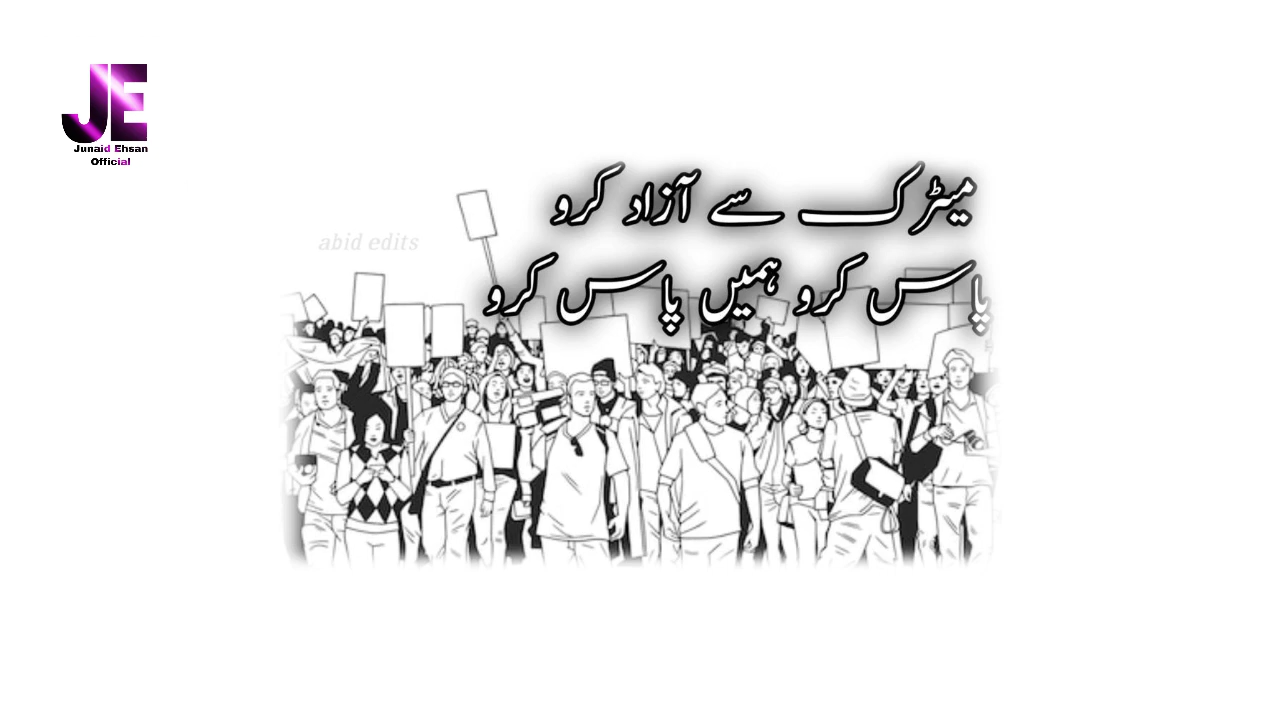 JE
Junaid Ehsan
Official
میٹرک سے آزاد کرو
abid edits
پاس کرو ہمیں پاس کرو